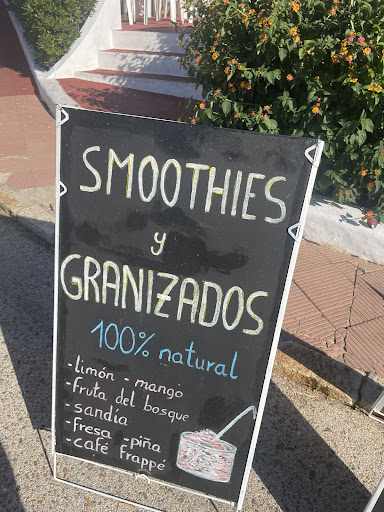 SMOOTHIES
y
GRANIZADOS
100% natural
-limón -mango
-fruta del bosque
-sandía
-fresa -piña
-café frappé